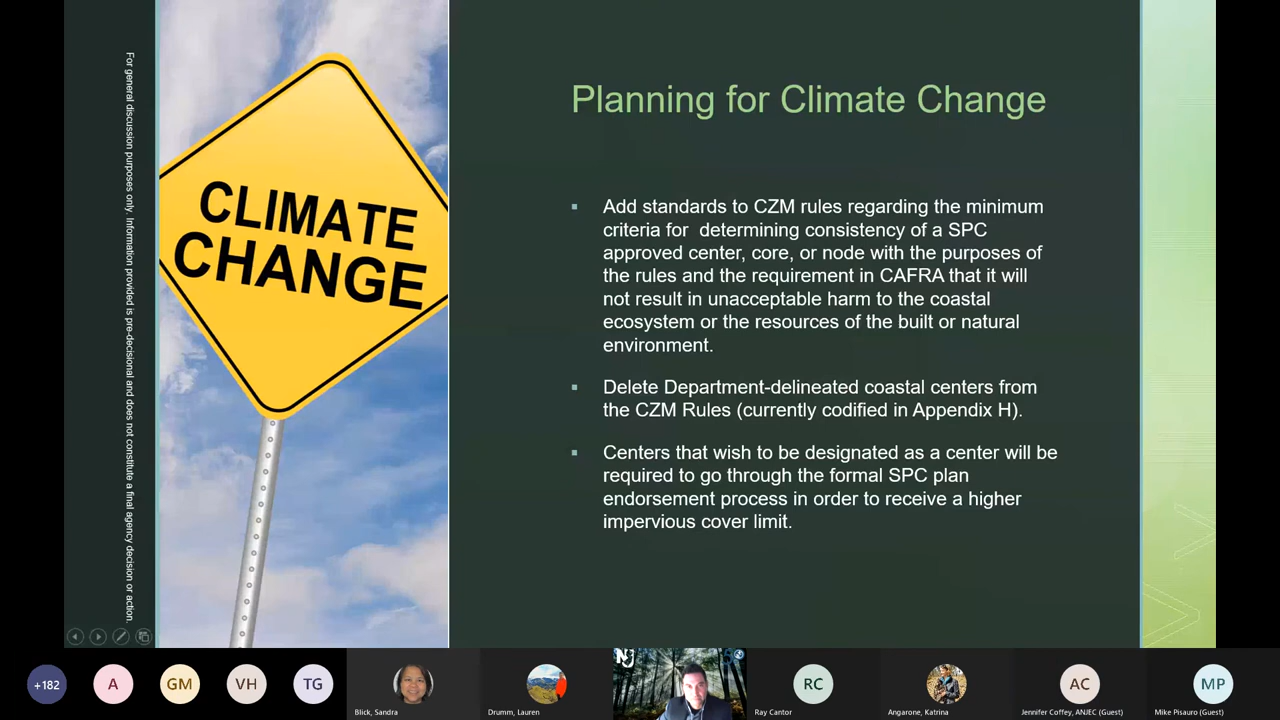 For general discussion purposes only. Information provided is pre-decisional and does not constitute a final agency decision or action.
CLIMATE
CHANGE
Planning for Climate Change
Add standards to CZM rules regarding the minimum
criteria for determining consistency of a SPC
approved center, core, or node with the purposes of
the rules and the requirement in CAFRA that it will
not result in unacceptable harm to the coastal
ecosystem or the resources of the built or natural
environment.
Delete Department-delineated coastal centers from
the CZM Rules (currently codified in Appendix H).
Centers that wish to be designated as a center will be
required to go through the formal SPC plan
endorsement process in order to receive a higher
impervious cover limit.
+182
A
GM
VH
TG
Blick, Sandra
Drumm, Lauren
NJ
RC
Ray Cantor
Angarone, Katrina
AC
Jennifer Coffey, ANJEC (Guest)
MP
Mike Pisauro (Guest)